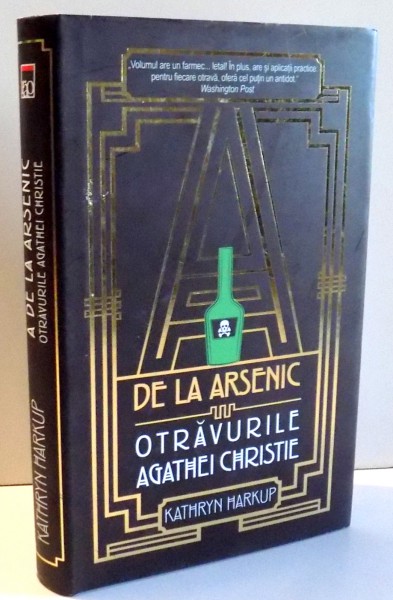 „Volumul are un farmec... letal! În plus, are și aplicații practice:
pentru fiecare otravă, oferă cel puțin un antidot.”
Washington Post
A
DE LA ARSENIC
OTRĂVURILE
AGATHEI CHRISTIE
KATHRYN HARKUP
A DE LA ARSENIC
OTRĂVURILE AGATHEI CHRISTIE
KATHRYN HARKUP